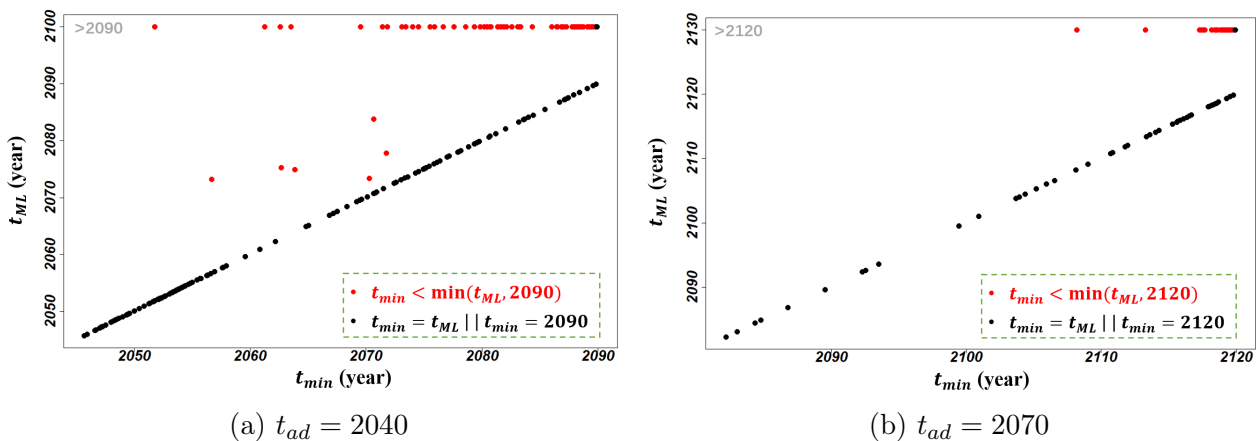 >2090
2100
2090
2080
2070
2060
2050
t_ML (year)
t_min < min(t_ML, 2090)
t_min = t_ML || t_min = 2090
2050
2060
2070
2080
2090
t_min (year)
(a) t_ad = 2040
>2120
2130
2120
2110
2100
2090
t_ML (year)
t_min < min(t_ML, 2120)
t_min = t_ML || t_min = 2120
2090
2100
2110
2120
t_min (year)
(b) t_ad = 2070